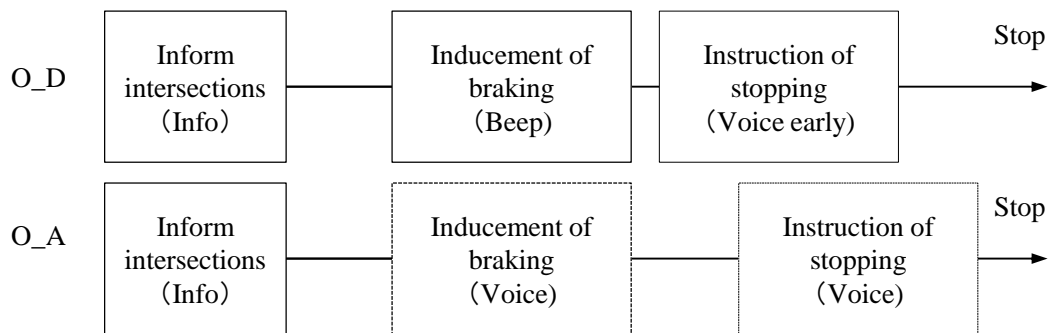 O_D
Inform
intersections
（Info）
Inducement of
braking
（Beep)
Instruction of
stopping
（Voice early)
Stop
O_A
Inform
intersections
（Info）
Inducement of
braking
（Voice)
Instruction of
stopping
（Voice)
Stop